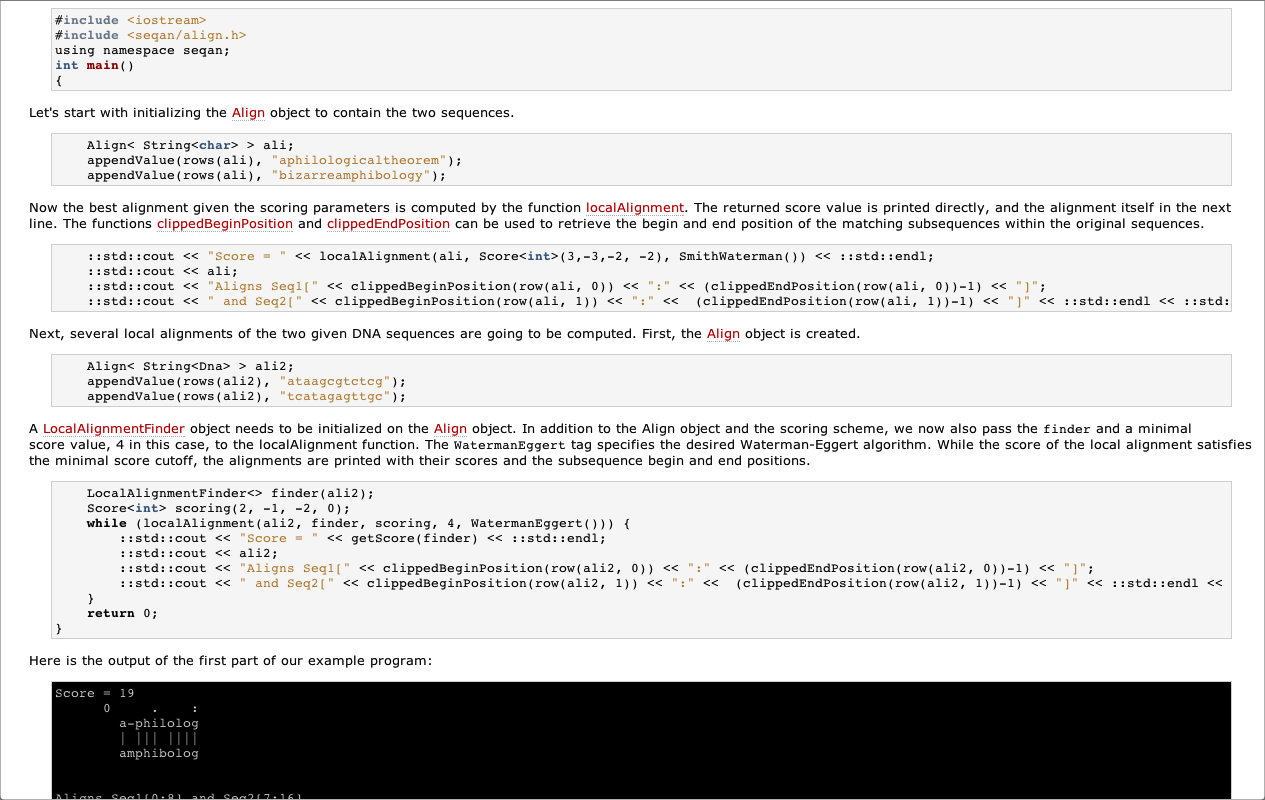 #include <iostream>
#include <seqan/align.h>
using namespace seqan;
int main()
{
Let's start with initializing the Align object to contain the two sequences.
    Align< String<char> > ali;
    appendValue(rows(ali), "aphilologicaltheorem");
    appendValue(rows(ali), "bizarreamphibology");
Now the best alignment given the scoring parameters is computed by the function localAlignment. The returned score value is printed directly, and the alignment itself in the next
line. The functions clippedBeginPosition and clippedEndPosition can be used to retrieve the begin and end position of the matching subsequences within the original sequences.
    ::std::cout << "Score = " << localAlignment(ali, Score<int>(3,-3,-2, -2), SmithWaterman()) << ::std::endl;
    ::std::cout << ali;
    ::std::cout << "Aligns Seq1[" << clippedBeginPosition(row(ali, 0)) << ":" << (clippedEndPosition(row(ali, 0))-1) << "]";
    ::std::cout << " and Seq2[" << clippedBeginPosition(row(ali, 1)) << ":" <<  (clippedEndPosition(row(ali, 1))-1) << "]" << ::std::endl << ::std:
Next, several local alignments of the two given DNA sequences are going to be computed. First, the Align object is created.
    Align< String<Dna> > ali2;
    appendValue(rows(ali2), "ataagcgtctcg");
    appendValue(rows(ali2), "tcatagagttgc");
A LocalAlignmentFinder object needs to be initialized on the Align object. In addition to the Align object and the scoring scheme, we now also pass the finder and a minimal
score value, 4 in this case, to the localAlignment function. The WatermanEggert tag specifies the desired Waterman-Eggert algorithm. While the score of the local alignment satisfies
the minimal score cutoff, the alignments are printed with their scores and the subsequence begin and end positions.
    LocalAlignmentFinder<> finder(ali2);
    Score<int> scoring(2, -1, -2, 0);
    while (localAlignment(ali2, finder, scoring, 4, WatermanEggert())) {
        ::std::cout << "Score = " << getScore(finder) << ::std::endl;
        ::std::cout << ali2;
        ::std::cout << "Aligns Seq1[" << clippedBeginPosition(row(ali2, 0)) << ":" << (clippedEndPosition(row(ali2, 0))-1) << "]";
        ::std::cout << " and Seq2[" << clippedBeginPosition(row(ali2, 1)) << ":" <<  (clippedEndPosition(row(ali2, 1))-1) << "]" << ::std::endl <<
    }
    return 0;
}
Here is the output of the first part of our example program:
Score = 19
      0     .    :
        a-philolog
        | ||| ||||
        amphibolog
Aligns Seq1[0:8] and Seq2[7:16]